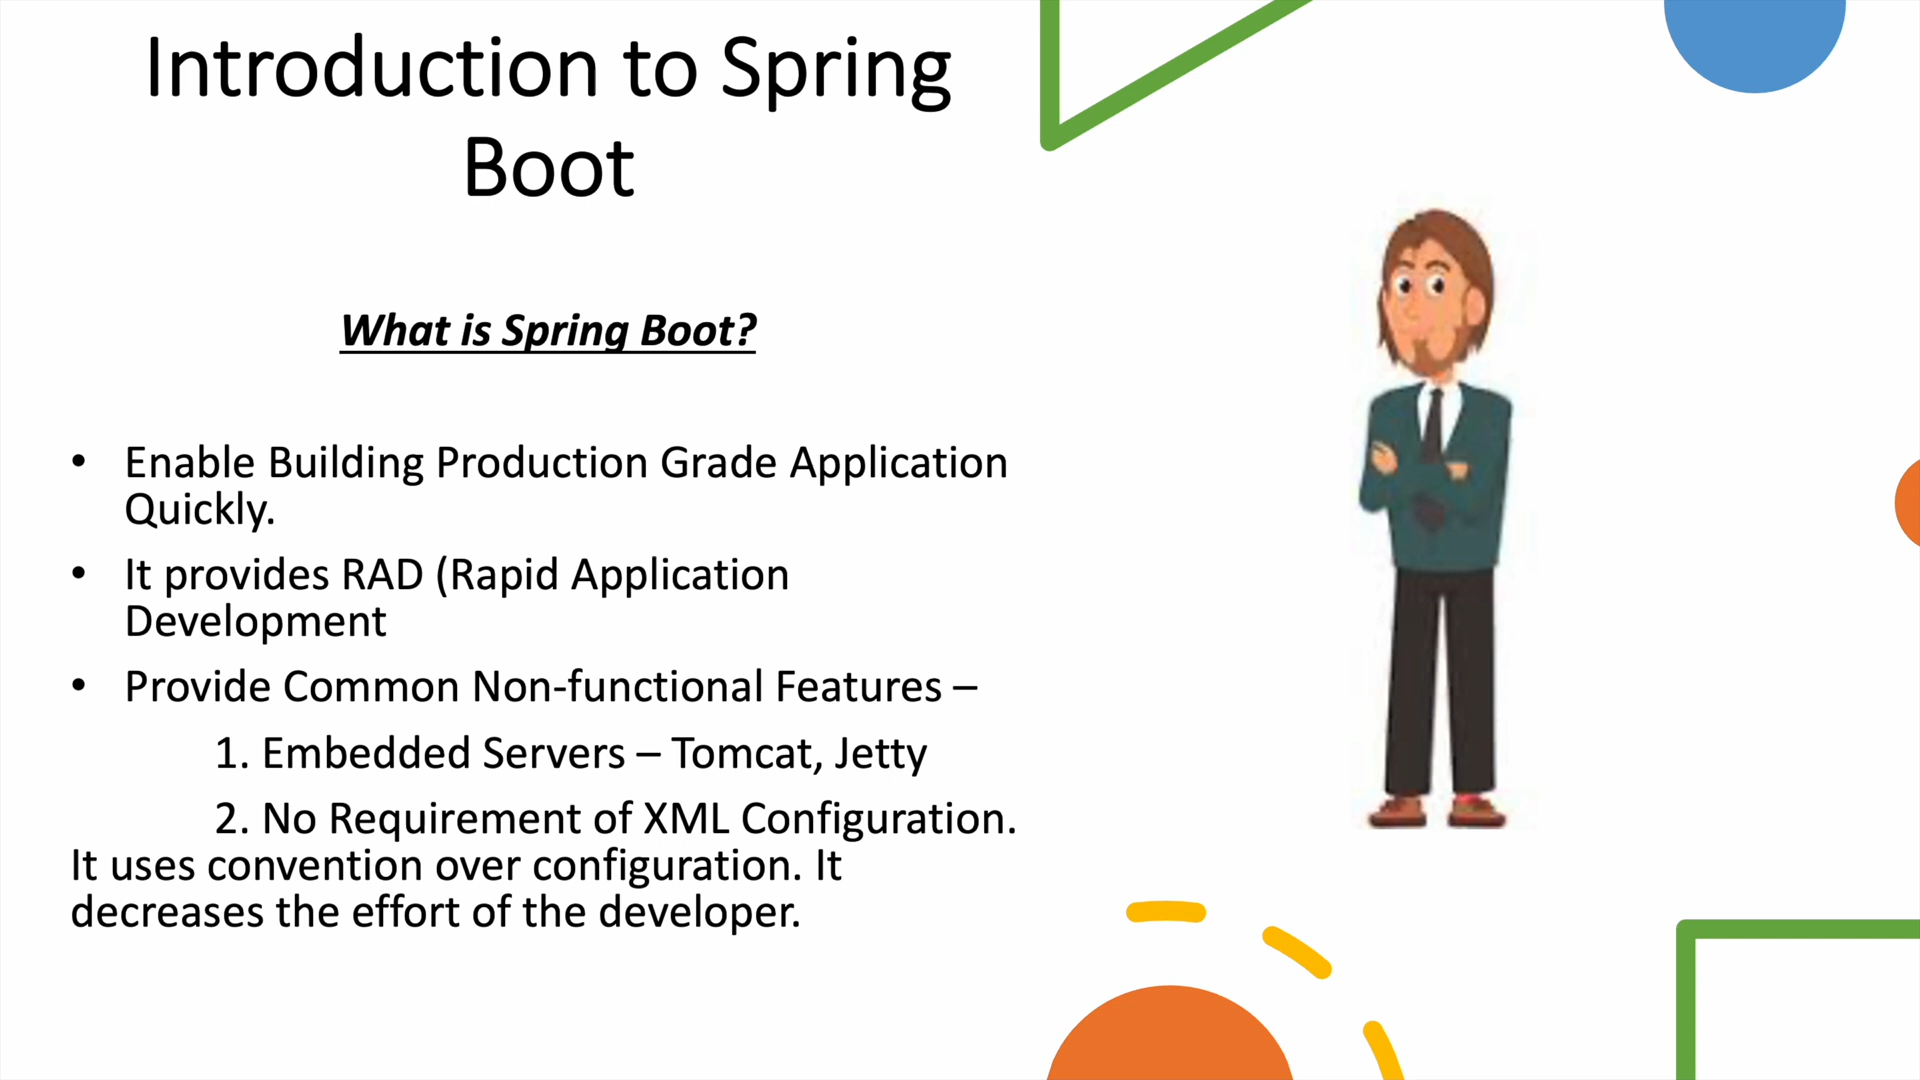 Introduction to Spring
Boot
What is Spring Boot?
• Enable Building Production Grade Application
Quickly.
• It provides RAD (Rapid Application
Development
• Provide Common Non-functional Features –
1. Embedded Servers – Tomcat, Jetty
2. No Requirement of XML Configuration.
It uses convention over configuration. It
decreases the effort of the developer.